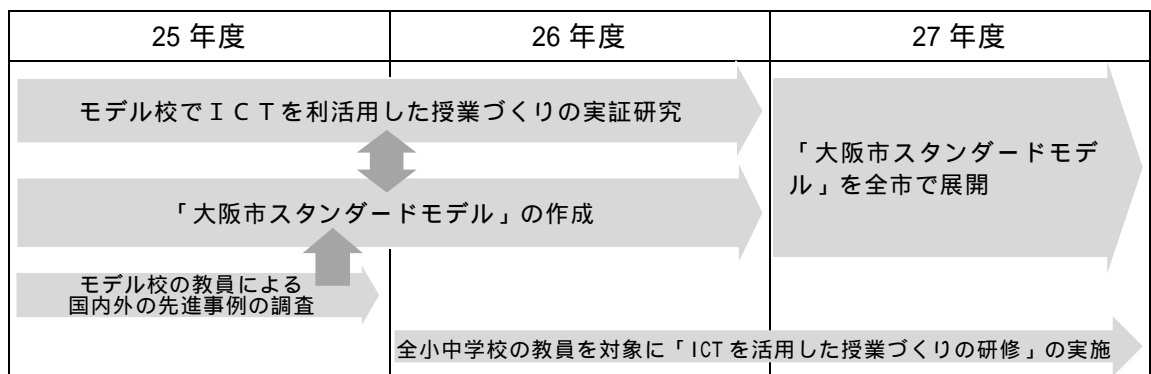 25 年度
26 年度
27 年度
モデル校でＩＣＴを利活用した授業づくりの実証研究
「大阪市スタンダードモデ
ル」を全市で展開
「大阪市スタンダードモデル」の作成
モデル校の教員による
国内外の先進事例の調査
全小中学校の教員を対象に「ICTを活用した授業づくりの研修」の実施